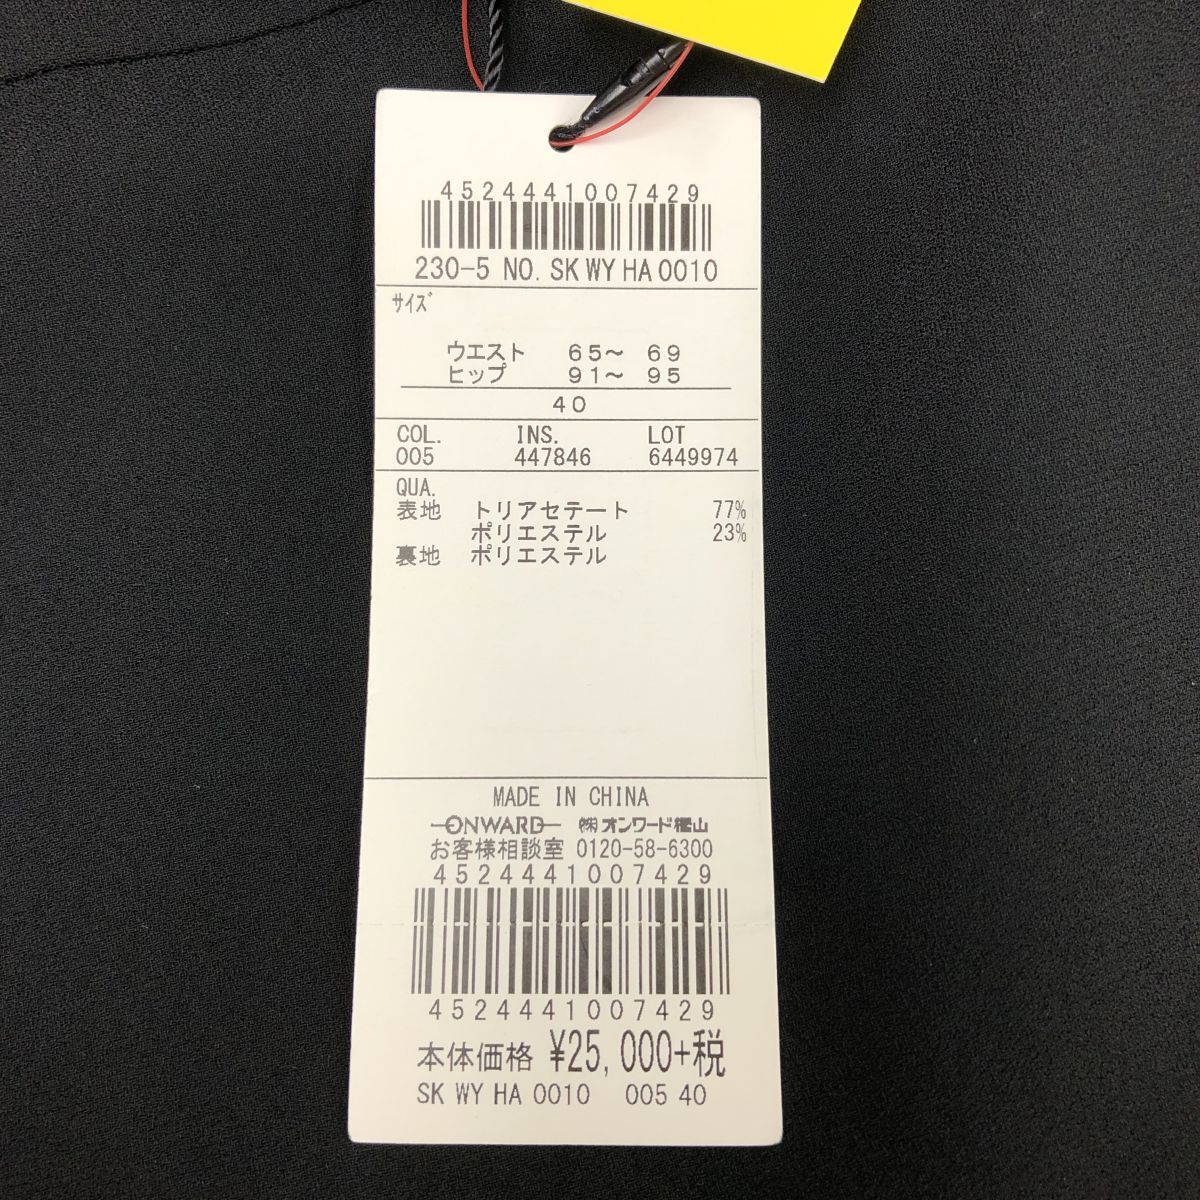 4524441007429
230-5 NO. SK WY HA 0010
ｻｲｽﾞ
ウエスト 65～ 69
ヒップ 91～ 95
40
COL. INS. LOT
005 447846 6449974
QUA.
表地 トリアセテート 77%
ポリエステル 23%
裏地 ポリエステル
MADE IN CHINA
ONWARD ㈱オンワード樫山
お客様相談室 0120-58-6300
4524441007429
4524441007429
本体価格 ¥25,000+税
SK WY HA 0010 005 40